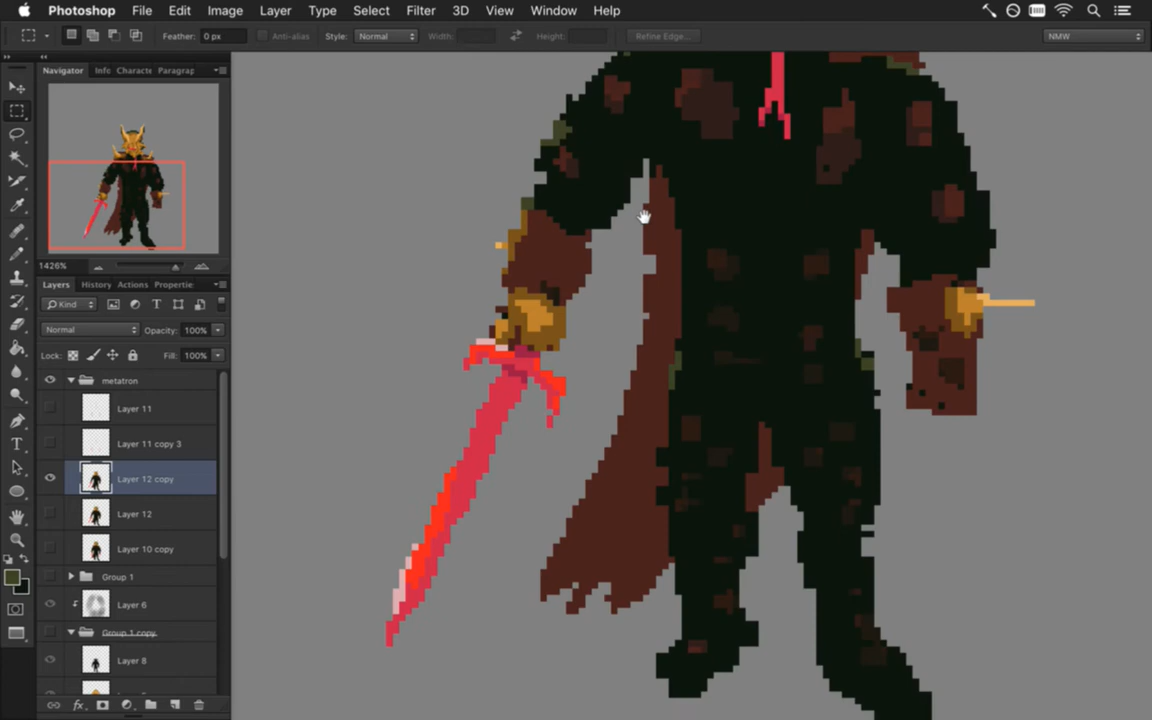 Photoshop File Edit Image Layer Type Select Filter 3D View Window Help
Feather: 0 px Anti-alias Style: Normal Width: Height: Refine Edge... NMW
Navigator Info Characte Paragrap
1426%
Layers History Actions Propertie
Kind
Normal Opacity: 100%
Lock: Fill: 100%
metatron
Layer 11
Layer 11 copy 3
Layer 12 copy
Layer 12
Layer 10 copy
Group 1
Layer 6
Group 1 copy
Layer 8
fx